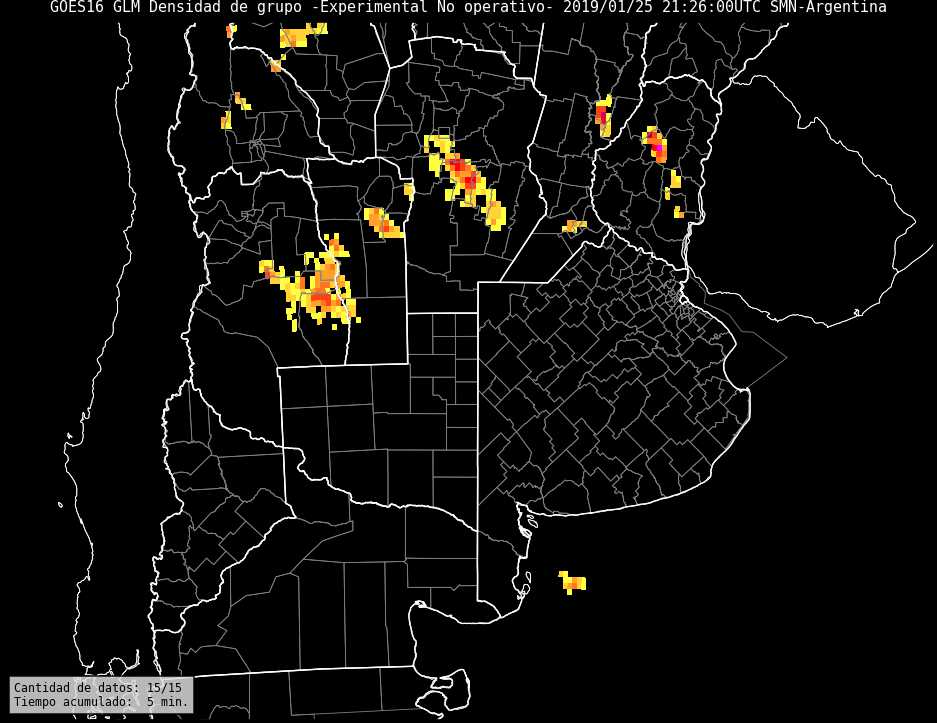 GOES16 GLM Densidad de grupo -Experimental No operativo- 2019/01/25 21:26:00UTC SMN-Argentina
Cantidad de datos: 15/15
Tiempo acumulado:  5 min.